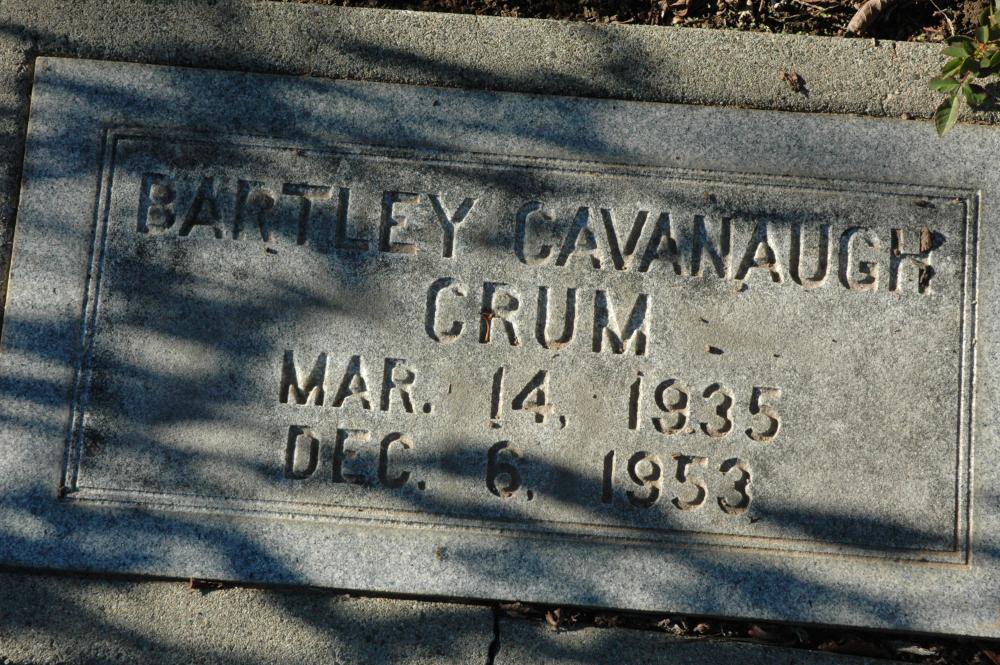 BARTLEY CAVANAUGH
CRUM
MAR. 14, 1935
DEC. 6, 1953